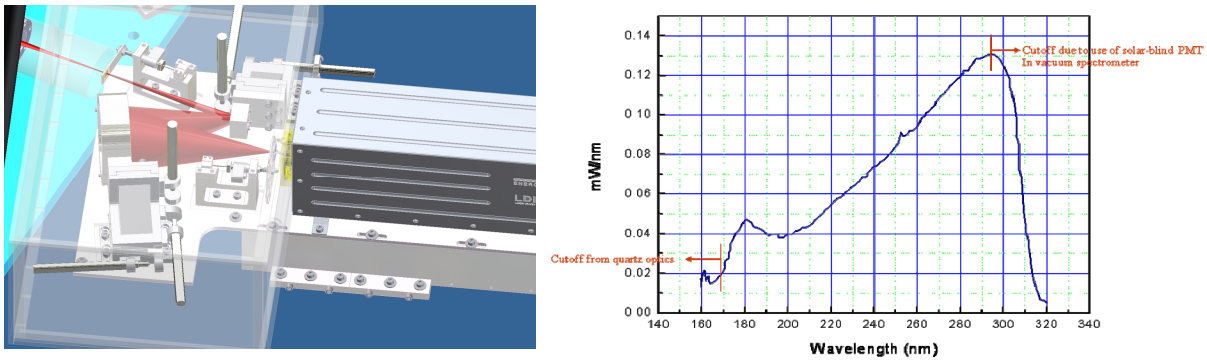 ENERG
LDL
0.14
0.12
0.10
0.08
0.06
0.04
0.02
0.00
mW/nm
Cutoff due to use of solar-blind PMT
In vacuum spectrometer
Cutoff from quartz optics
140 160 180 200 220 240 260 280 300 320 340
Wavelength (nm)